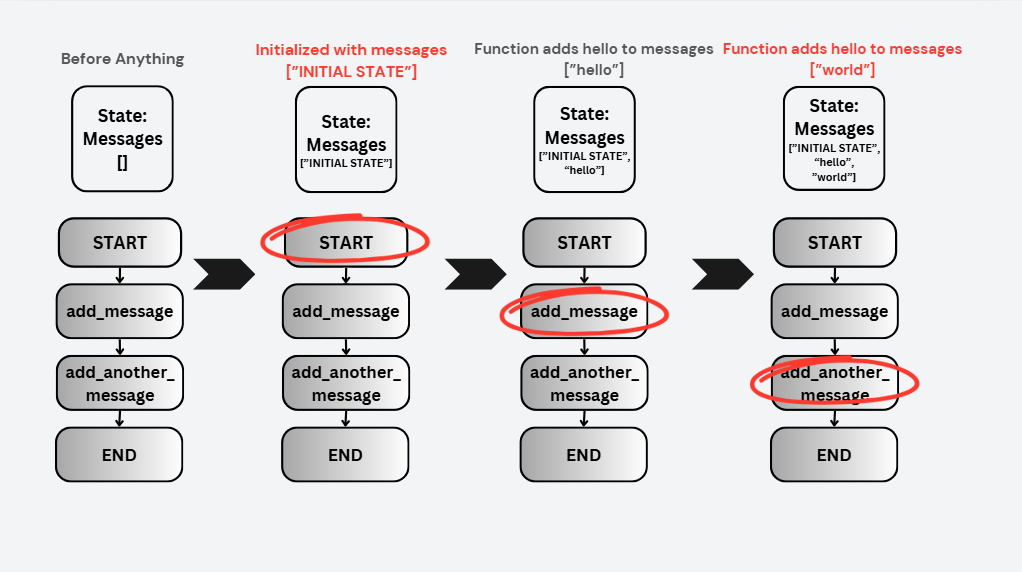 Before Anything
State:
Messages
[]
START
add_message
add_another_
message
END
Initialized with messages
["INITIAL STATE"]
State:
Messages
["INITIAL STATE"]
START
add_message
add_another_
message
END
Function adds hello to messages
["hello"]
State:
Messages
["INITIAL STATE",
“hello”]
START
add_message
add_another_
message
END
Function adds hello to messages
["world"]
State:
Messages
["INITIAL STATE",
“hello”,
”world”]
START
add_message
add_another_
message
END